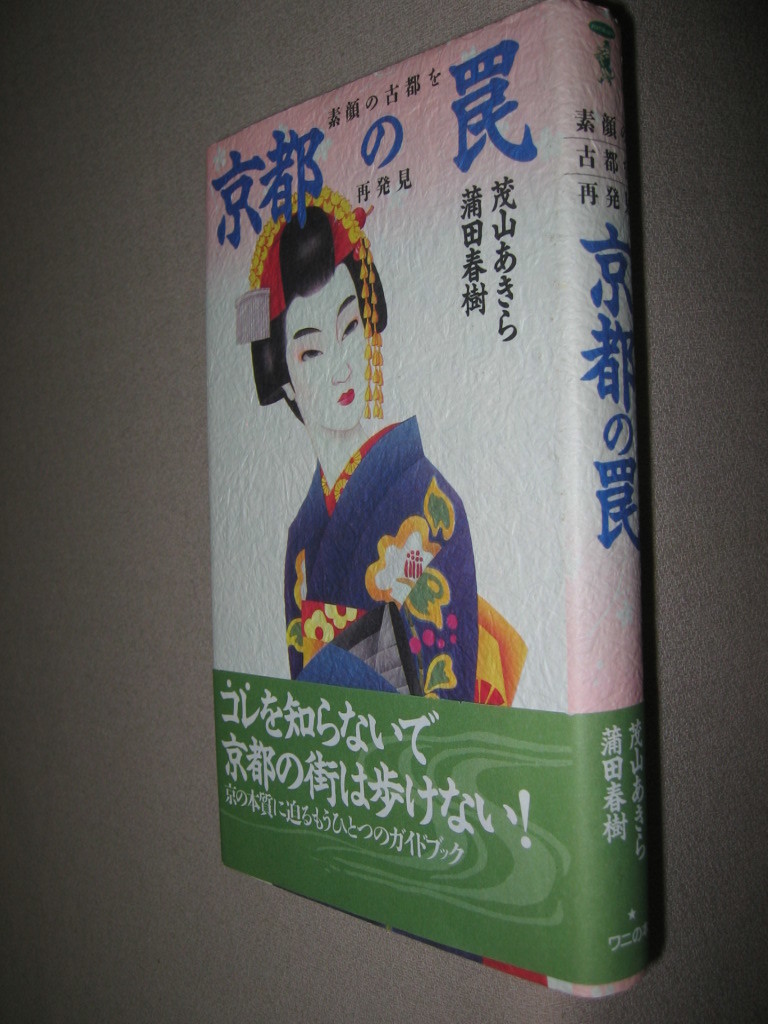 素顔の古都を
京都の罠
再発見
茂山あきら
蒲田春樹
コレを知らないで
京都の街は歩けない!
京の本質に迫るもうひとつのガイドブック
素顔の
古都を
再発見
京都の罠
茂山あきら
蒲田春樹
★
ワニの本